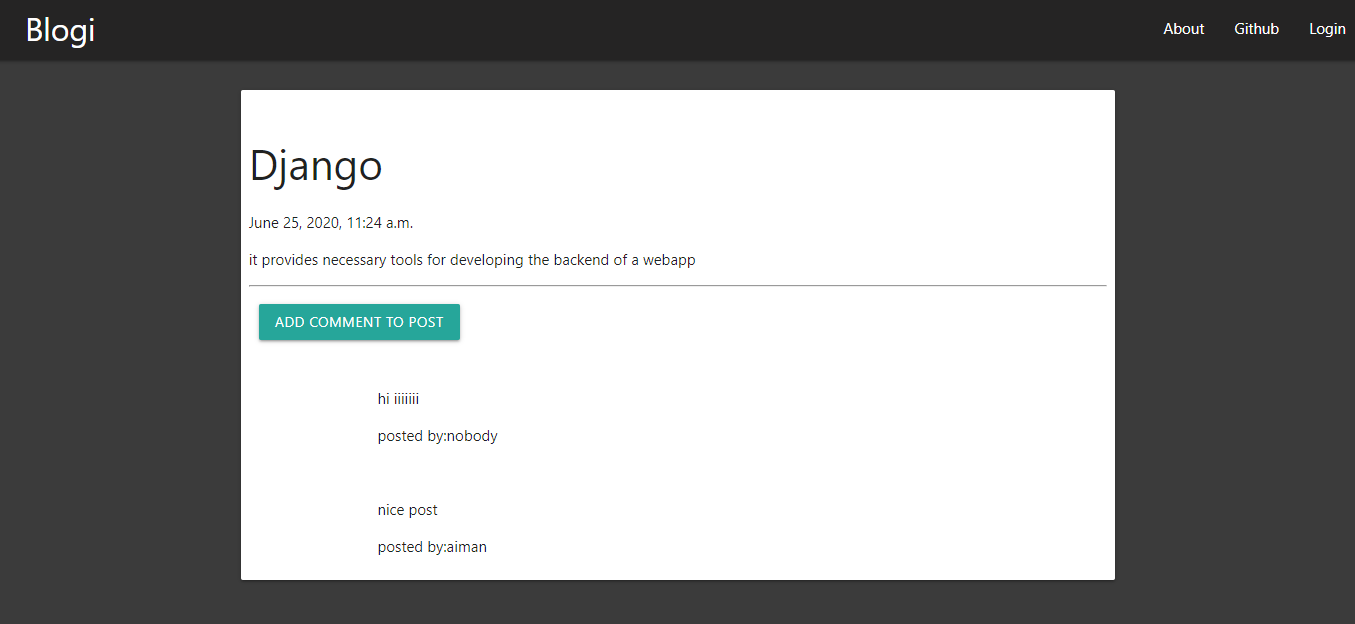 Blogi
About Github Login
Django
June 25, 2020, 11:24 a.m.
it provides necessary tools for developing the backend of a webapp
ADD COMMENT TO POST
hi iiiiiii
posted by:nobody
nice post
posted by:aiman